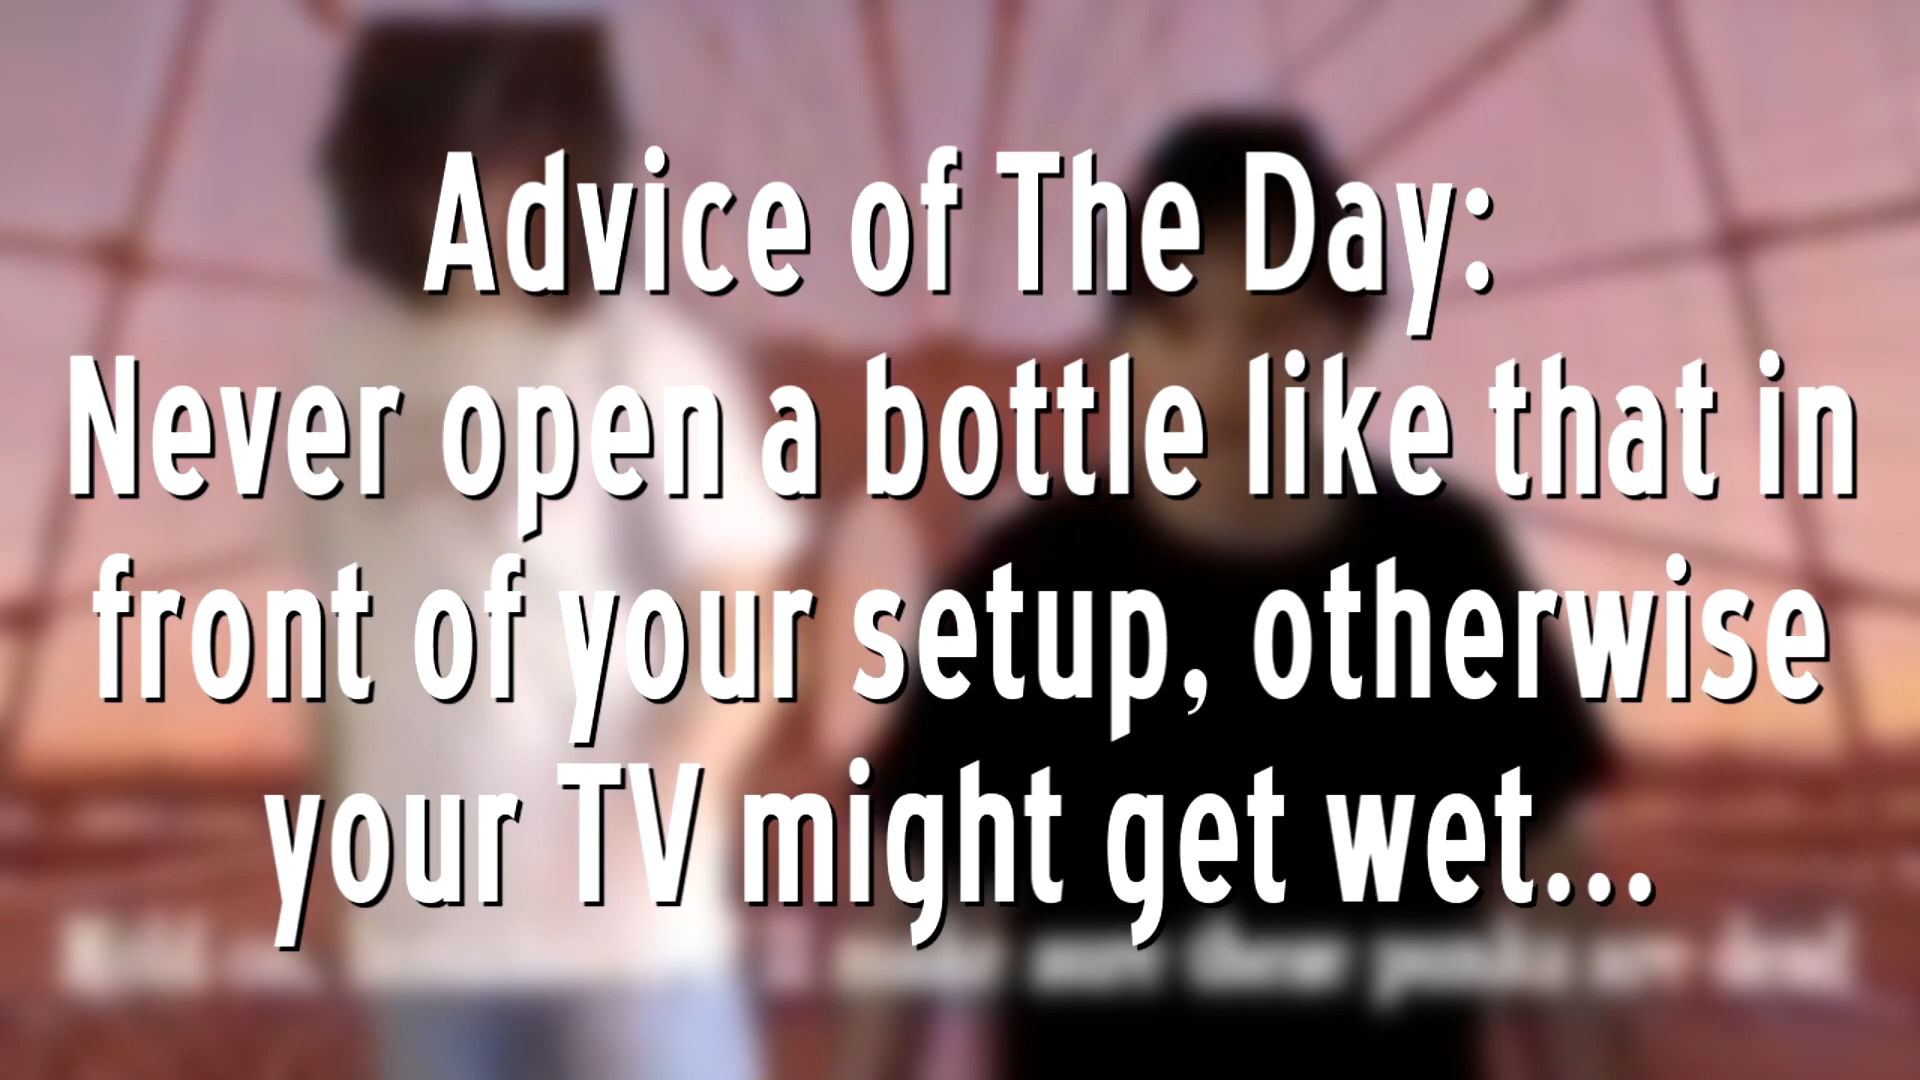 Advice of The Day:
Never open a bottle like that in
front of your setup, otherwise
your TV might get wet...